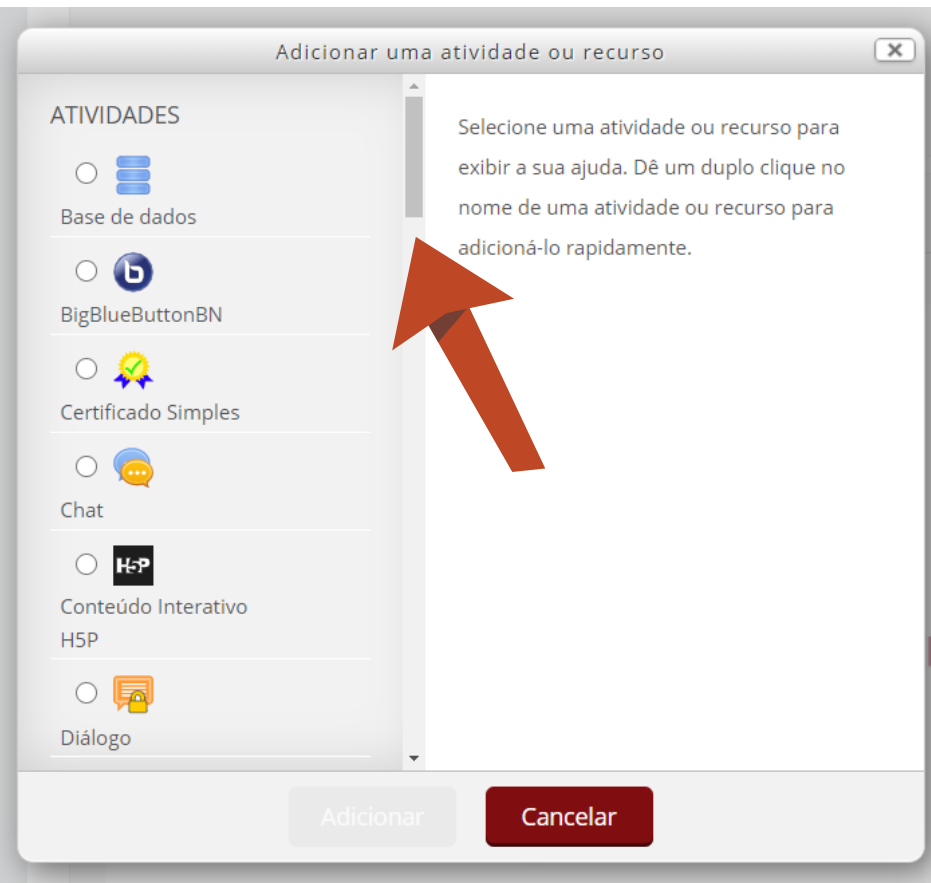 Adicionar uma atividade ou recurso
ATIVIDADES
Base de dados
BigBlueButtonBN
Certificado Simples
Chat
H5P
Conteúdo Interativo
H5P
Diálogo
Selecione uma atividade ou recurso para
exibir a sua ajuda. Dê um duplo clique no
nome de uma atividade ou recurso para
adicioná-lo rapidamente.
Adicionar
Cancelar